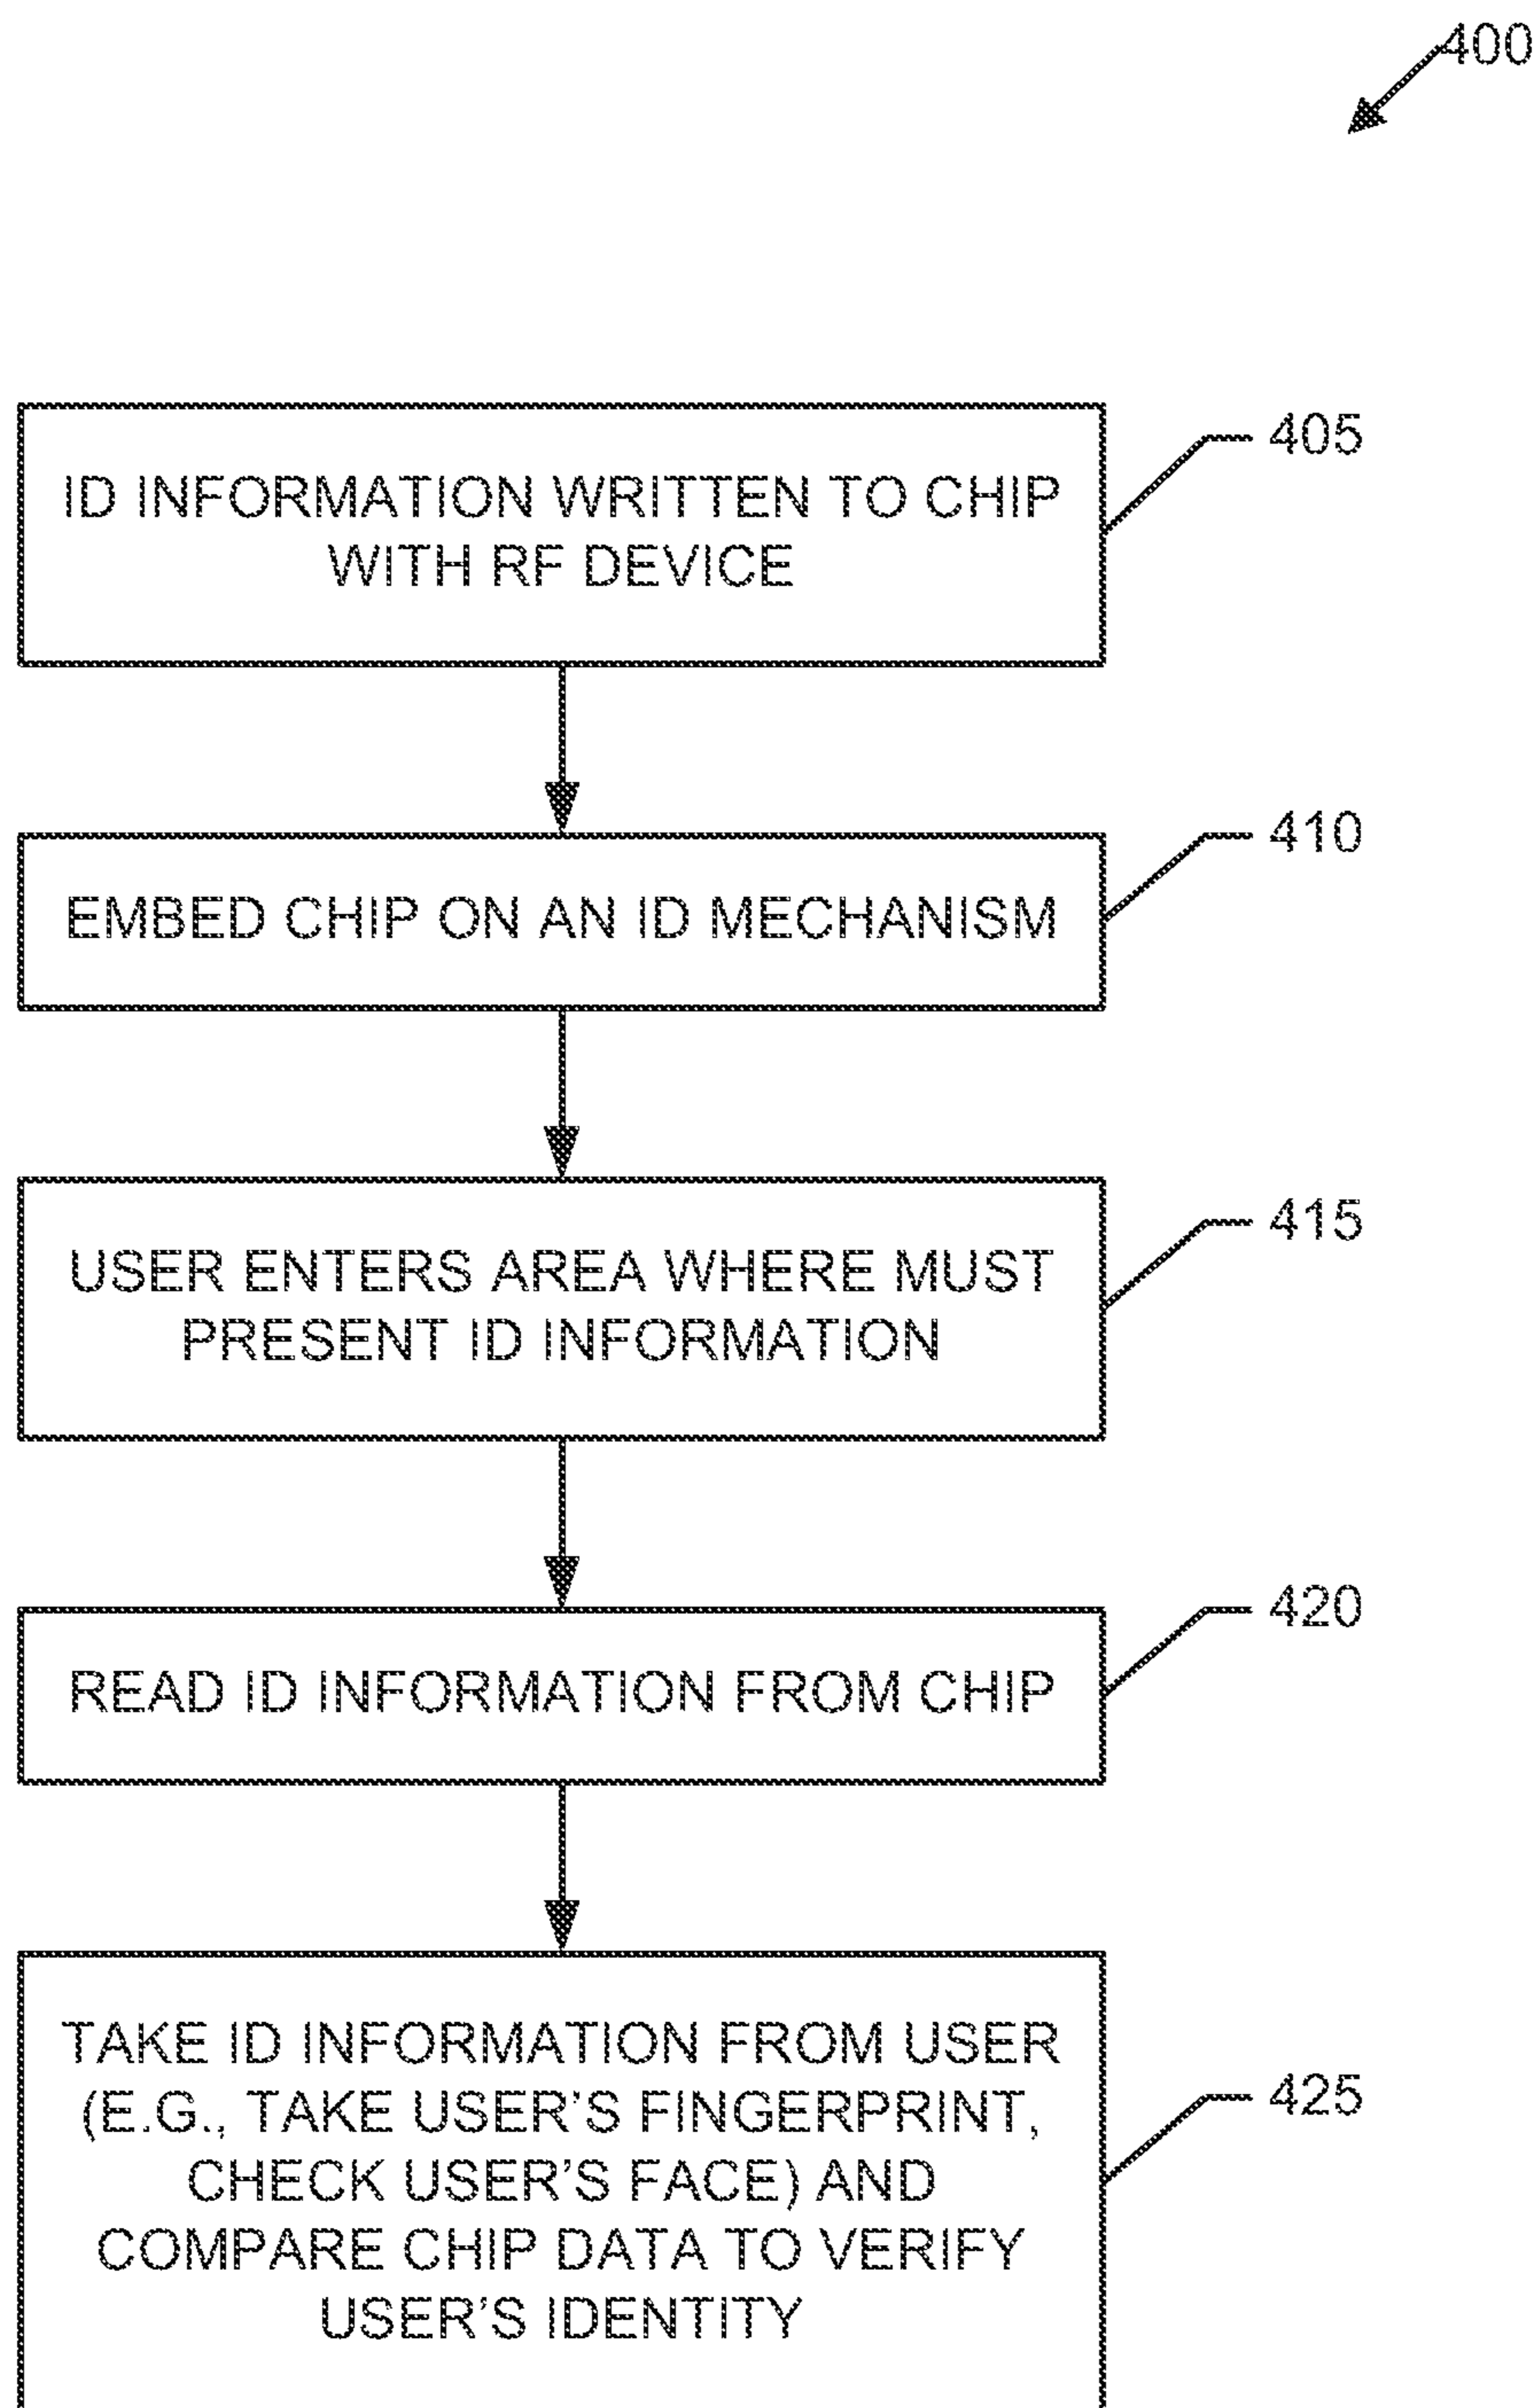 400
ID INFORMATION WRITTEN TO CHIP
WITH RF DEVICE
405
EMBED CHIP ON AN ID MECHANISM
410
USER ENTERS AREA WHERE MUST
PRESENT ID INFORMATION
415
READ ID INFORMATION FROM CHIP
420
TAKE ID INFORMATION FROM USER
(E.G., TAKE USER'S FINGERPRINT,
CHECK USER'S FACE) AND
COMPARE CHIP DATA TO VERIFY
USER'S IDENTITY
425